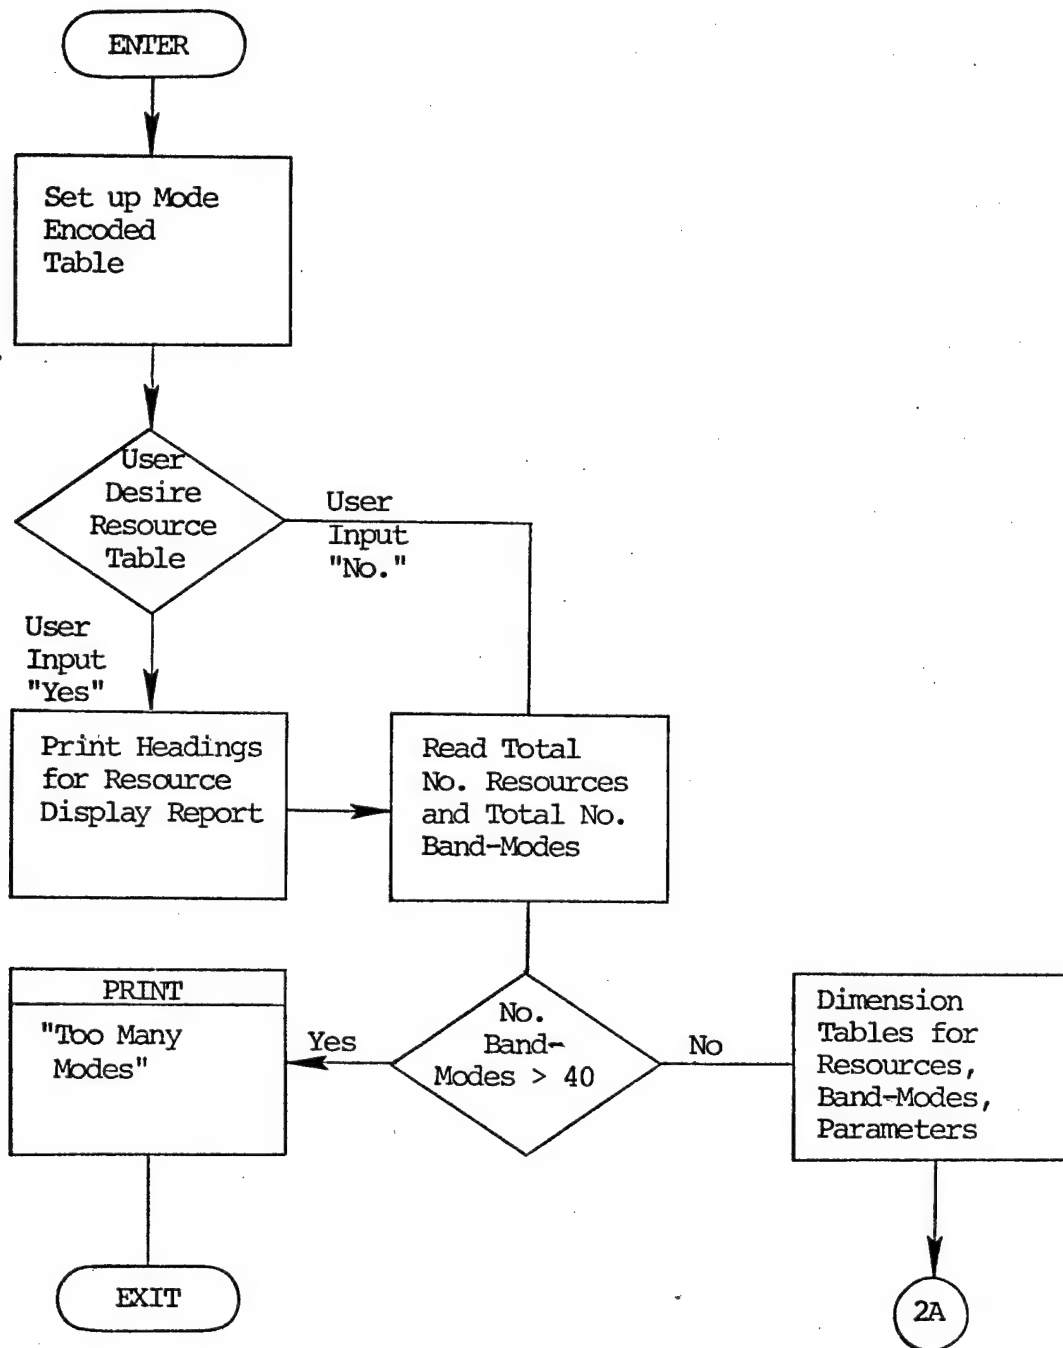 ENTER
Set up Mode
Encoded
Table
User
Desire
Resource
Table
User
Input
"No."
User
Input
"Yes"
Print Headings
for Resource
Display Report
Read Total
No. Resources
and Total No.
Band-Modes
PRINT
"Too Many
Modes"
Yes
No.
Band-
Modes > 40
No
Dimension
Tables for
Resources,
Band-Modes,
Parameters
EXIT
2A